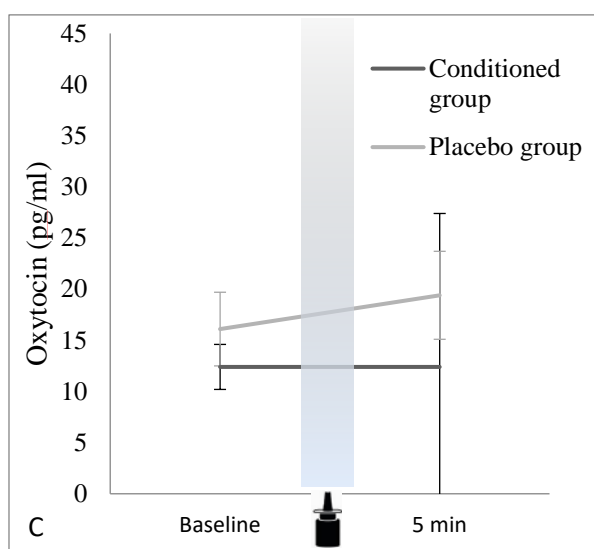 45
40
35
30
25
20
15
10
5
0
Oxytocin (pg/ml)
Conditioned
group
Placebo group
C
Baseline
5 min